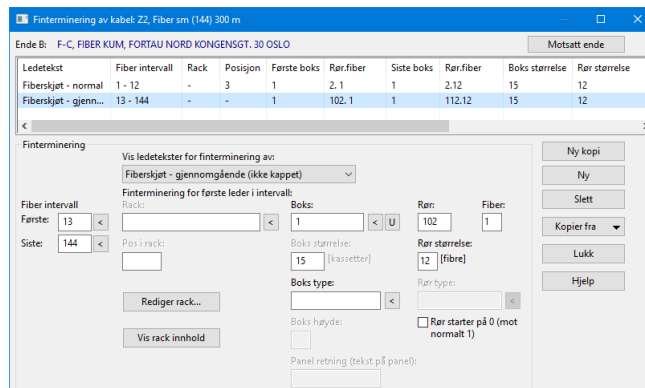 Finterminering av kabel: Z2, Fiber sm (144) 300 m
Ende B: F-C, FIBER KUM, FORTAU NORD KONGENSGT. 30 OSLO
Motsatt ende
Ledetekst Fiber intervall Rack Posisjon Første boks Rør.fiber Siste boks Rør.fiber Boks størrelse Rør størrelse
Fiberskjøt - normal 1 - 12 - 3 1 2. 1 1 2.12 15 12
Fiberskjøt - gjenn... 13 - 144 - - 1 102. 1 1 112.12 15 12
Finterminering
Vis ledetekster for finterminering av:
Fiberskjøt - gjennomgående (ikke kappet)
Finterminering for første leder i intervall:
Fiber intervall Rack: Boks: Rør: Fiber:
Første: 13 < < 1 < U 102 1
Siste: 144 < Pos i rack: Boks størrelse: Rør størrelse:
15 [kassetter] 12 [fibre]
Boks type: Rør type:
Rediger rack... < <
Boks høyde: Rør starter på 0 (mot
normalt 1)
Vis rack innhold
Panel retning (tekst på panel):
Ny kopi
Ny
Slett
Kopier fra
Lukk
Hjelp